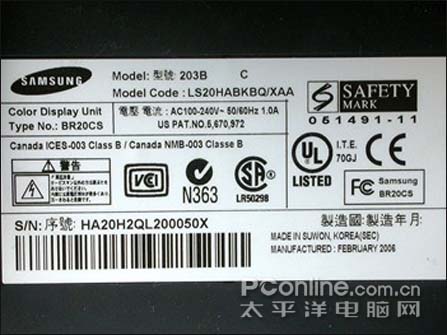 SAMSUNG
Model: 型號: 203B C
Model Code : LS20HABKBQ/XAA
SAFETY
MARK
051491-11
Color Display Unit
Type No.: BR20CS
電壓 電流 : AC100-240V~ 50/60Hz 1.0A
US PAT.NO.5,670,972
Canada ICES-003 Class B / Canada NMB-003 Classe B
警告
VCI
N363
LR50298
UL
LISTED
I.T.E.
70GJ
FC
Samsung
BR20CS
S/N: 序號: HA20H2QL200050X
製造國:製造年月
MADE IN SUWON, KOREA(SEC)
MANUFACTURED : FEBRUARY 2006
PConline.com.cn
太平洋电脑网